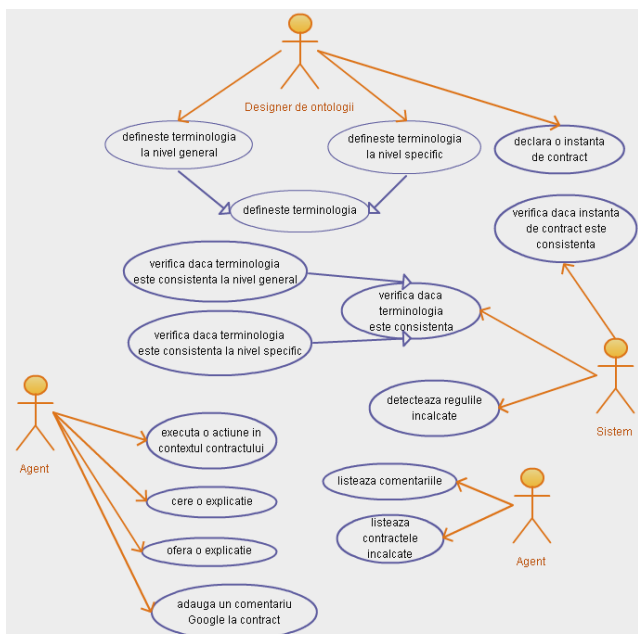 Designer de ontologii
defineste terminologia
la nivel general
defineste terminologia
la nivel specific
declara o instanta
de contract
defineste terminologia
verifica daca instanta
de contract este
consistenta
verifica daca terminologia
este consistenta la nivel general
verifica daca
terminologia
este consistenta
verifica daca terminologia
este consistenta la nivel specific
detecteaza regulile
incalcate
Sistem
Agent
executa o actiune in
contextul contractului
cere o explicatie
ofera o explicatie
adauga un comentariu
Google la contract
listeaza comentariile
listeaza
contractele
incalcate
Agent